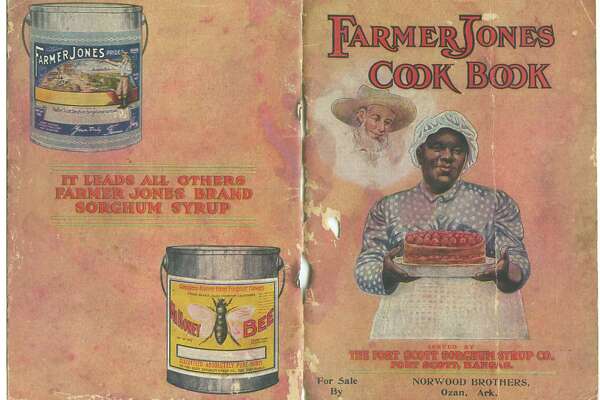 FARMER JONES
IT LEADS ALL OTHERS
FARMER JONES BRAND
SORGHUM SYRUP
HONEY
BEE
FARMER JONES
COOK BOOK
ISSUED BY
THE FORT SCOTT SORGHUM SYRUP CO.
FORT SCOTT, KANSAS.
For Sale
By
NORWOOD BROTHERS,
Ozan, Ark.